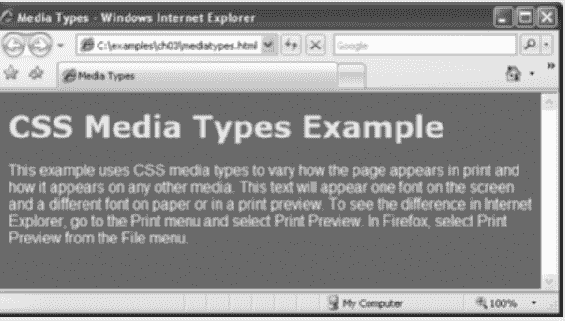 Media Types - Windows Internet Explorer
C:\examples\ch03\mediatypes.html
Google
Media Types
CSS Media Types Example
This example uses CSS media types to vary how the page appears in print and
how it appears on any other media. This text will appear one font on the screen
and a different font on paper or in a print preview. To see the difference in Internet
Explorer, go to the Print menu and select Print Preview. In Firefox, select Print
Preview from the File menu.
My Computer
100%